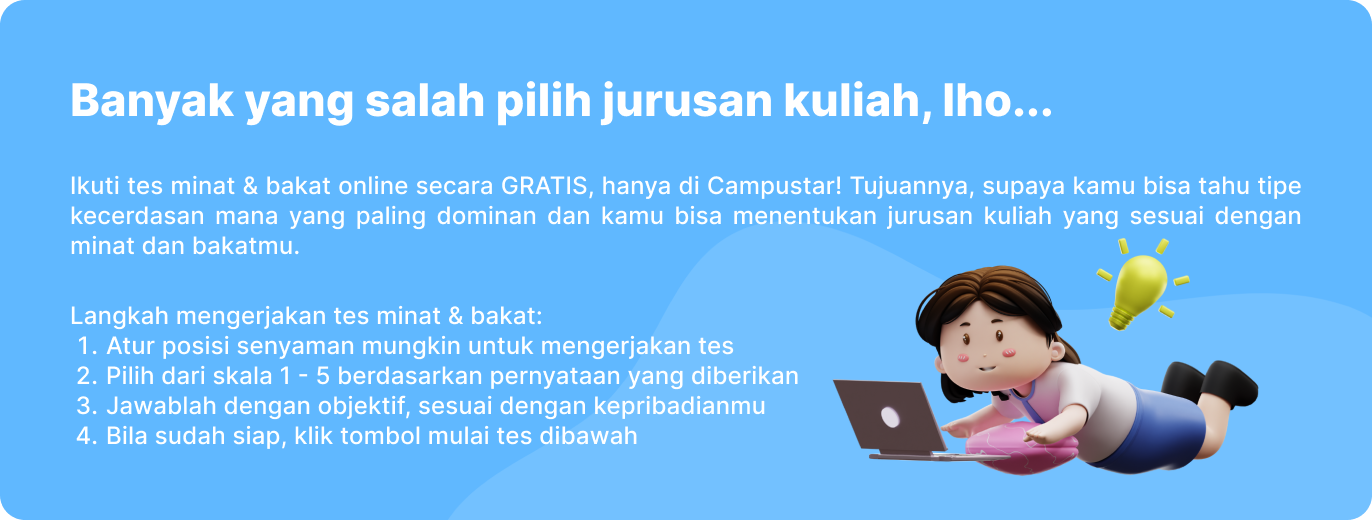 Banyak yang salah pilih jurusan kuliah, lho...
Ikuti tes minat & bakat online secara GRATIS, hanya di Campustar! Tujuannya, supaya kamu bisa tahu tipe
kecerdasan mana yang paling dominan dan kamu bisa menentukan jurusan kuliah yang sesuai dengan
minat dan bakatmu.
Langkah mengerjakan tes minat & bakat:
1. Atur posisi senyaman mungkin untuk mengerjakan tes
2. Pilih dari skala 1 - 5 berdasarkan pernyataan yang diberikan
3. Jawablah dengan objektif, sesuai dengan kepribadianmu
4. Bila sudah siap, klik tombol mulai tes dibawah